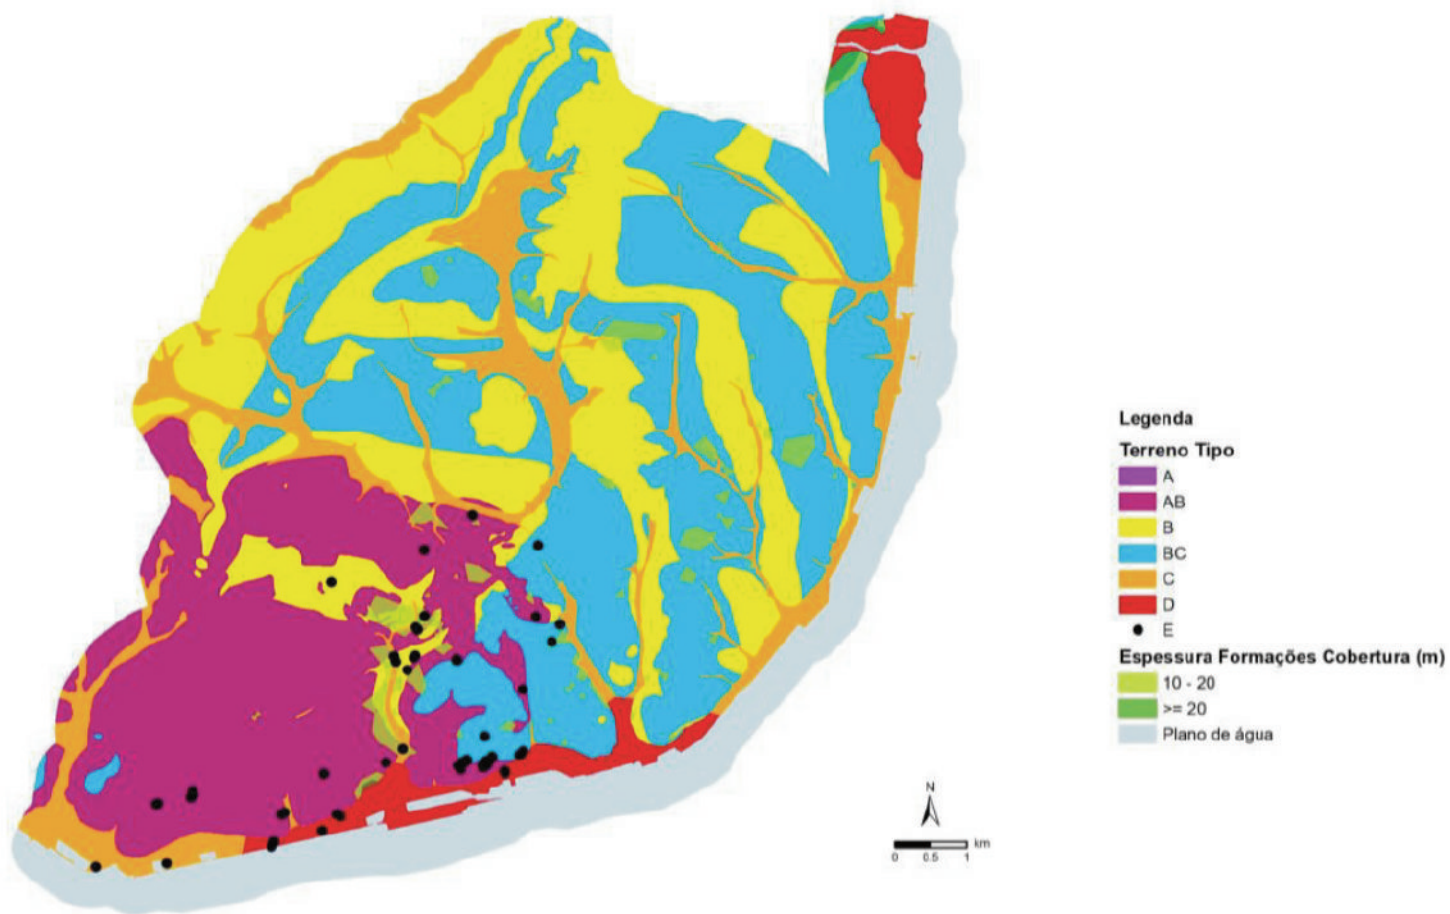 Legenda
Terreno Tipo
A
AB
B
BC
C
D
E
Espessura Formações Cobertura (m)
10 - 20
>= 20
Plano de água
N
km
0 0.5 1